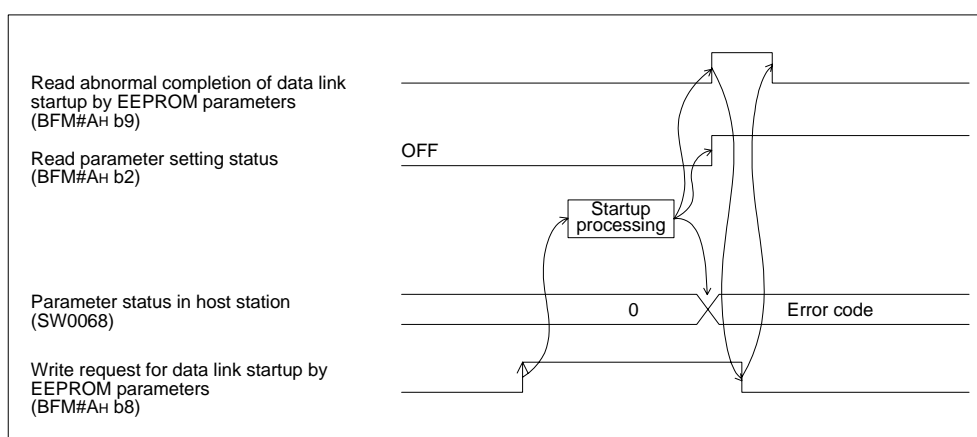 Read abnormal completion of data link
startup by EEPROM parameters
(BFM#AH b9)
Read parameter setting status
(BFM#AH b2)
OFF
Startup
processing
Parameter status in host station
(SW0068)
0
Error code
Write request for data link startup by
EEPROM parameters
(BFM#AH b8)